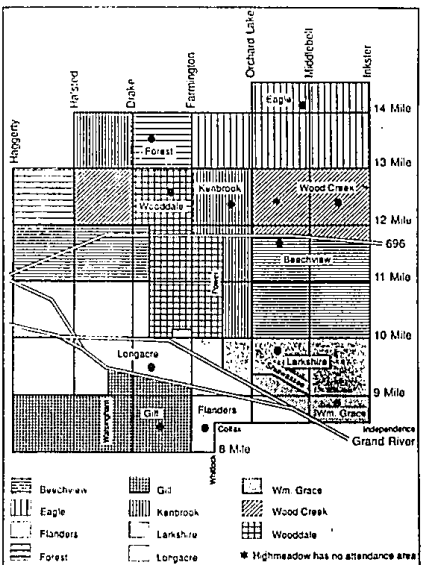 Haggerty
Halsted
Drake
Farmington
Orchard Lake
Middlebelt
Inkster
Eagle
14 Mile
Forest
13 Mile
Kenbrook
Wood Creek
Wooddale
12 Mile
696
Beechview
Power
11 Mile
10 Mile
Longacre
Larkshire
Shiawassee
9 Mile
Walsingham
Gill
Flanders
Wm. Grace
Colfax
Independence
Grand River
Whitlock
8 Mile
Beechview
Gill
Wm. Grace
Eagle
Kenbrook
Wood Creek
Flanders
Larkshire
Wooddale
Forest
Longacre
* Highmeadow has no attendance area